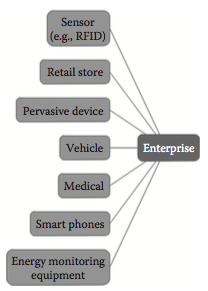 Sensor
(e.g., RFID)
Retail store
Pervasive device
Vehicle
Enterprise
Medical
Smart phones
Energy monitoring
equipment